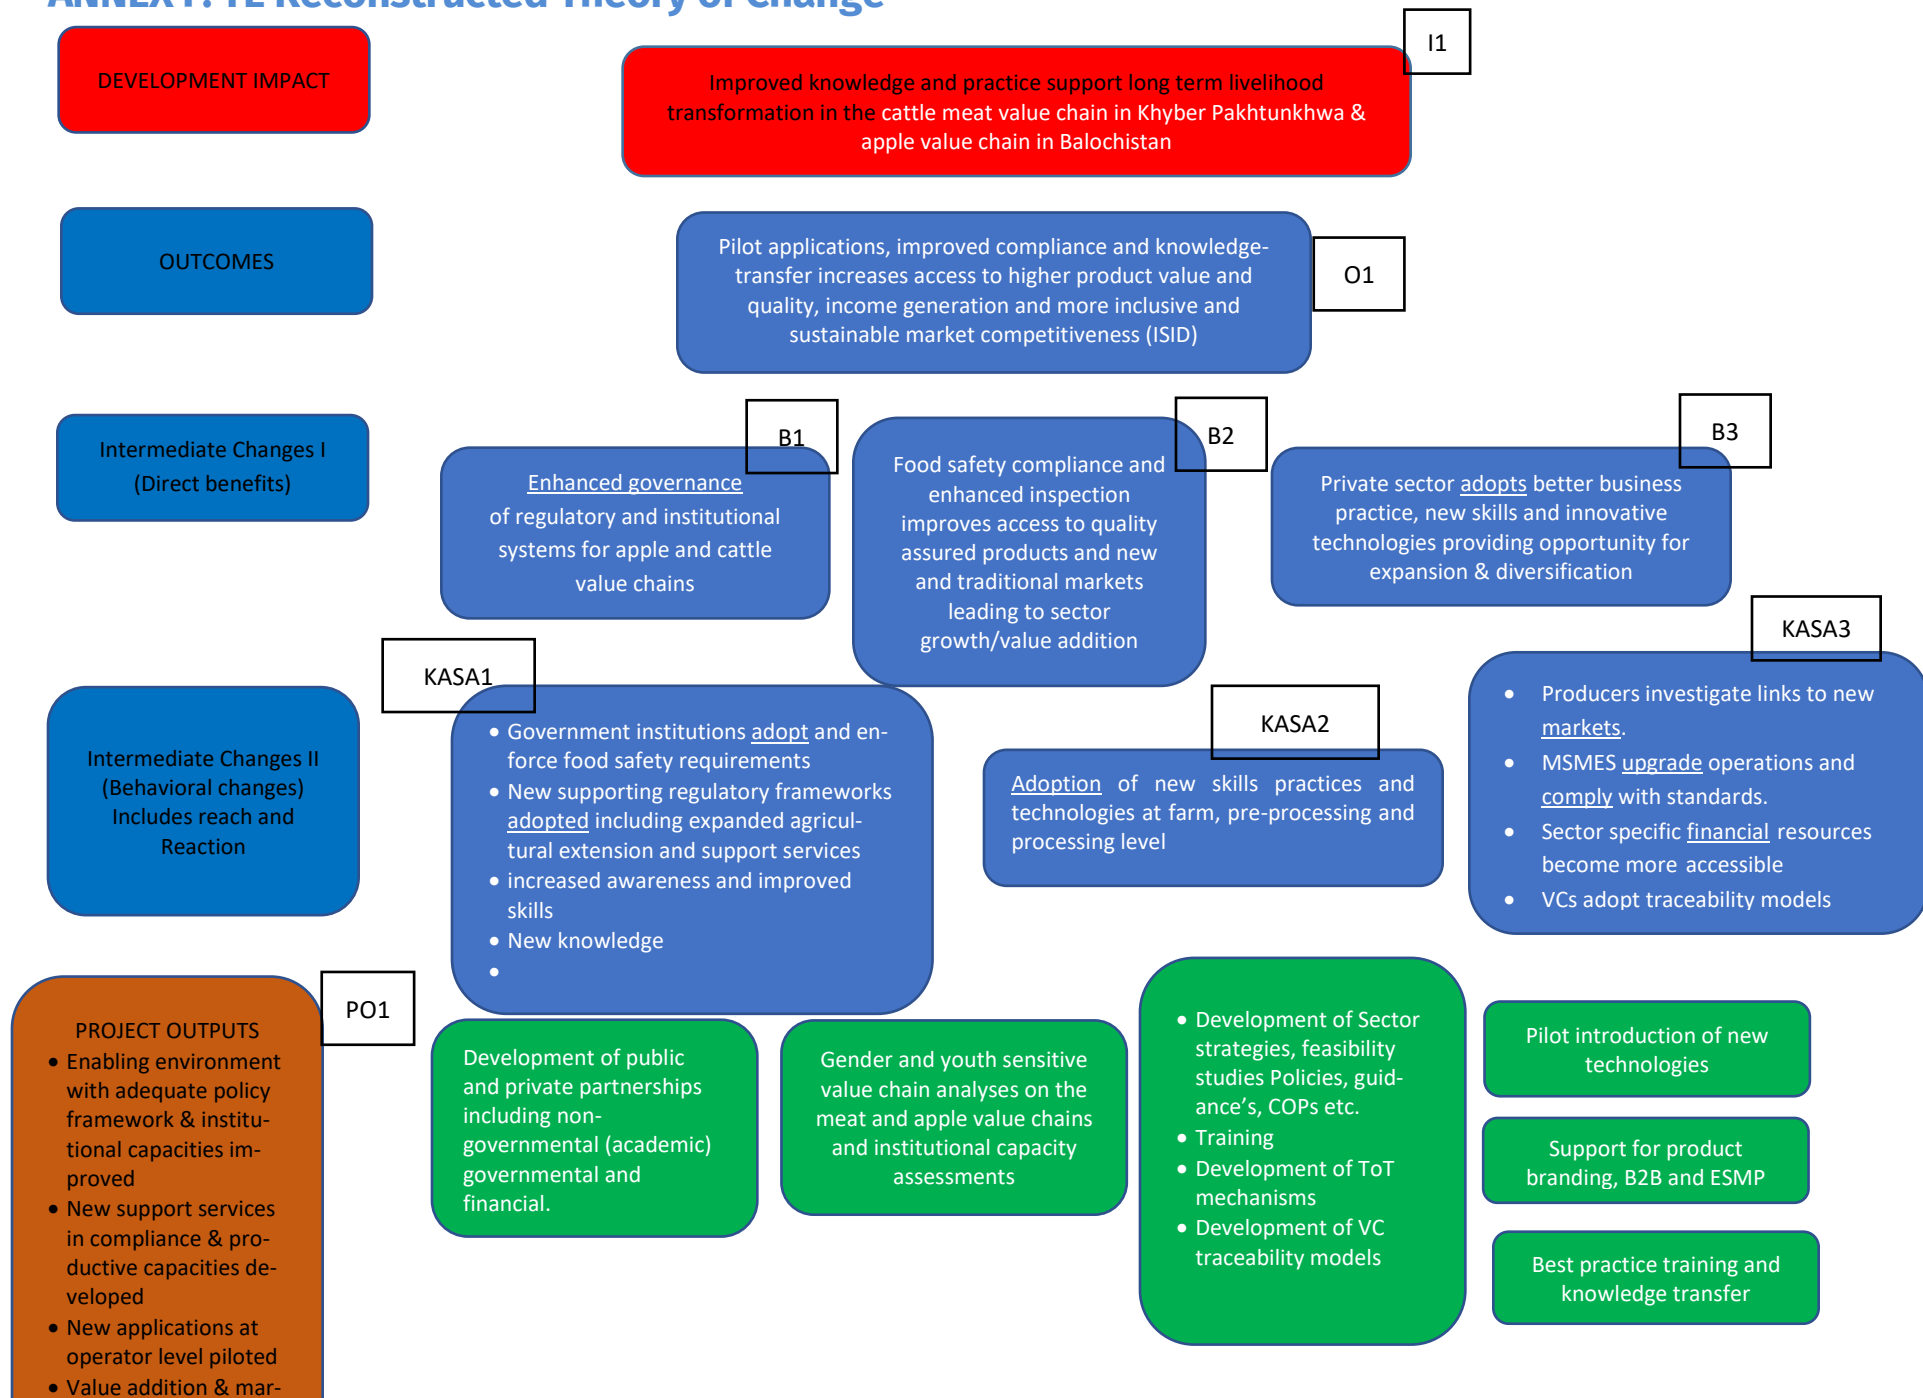 ANNEX F: TE Reconstructed Theory of Change
DEVELOPMENT IMPACT
I1
Improved knowledge and practice support long term livelihood
transformation in the cattle meat value chain in Khyber Pakhtunkhwa &
apple value chain in Balochistan
OUTCOMES
Pilot applications, improved compliance and knowledge-
transfer increases access to higher product value and
quality, income generation and more inclusive and
sustainable market competitiveness (ISID)
O1
Intermediate Changes I
(Direct benefits)
B1
Enhanced governance
of regulatory and institutional
systems for apple and cattle
value chains
B2
Food safety compliance and
enhanced inspection
improves access to quality
assured products and new
and traditional markets
leading to sector
growth/value addition
B3
Private sector adopts better business
practice, new skills and innovative
technologies providing opportunity for
expansion & diversification
Intermediate Changes II
(Behavioral changes)
Includes reach and
Reaction
KASA1
• Government institutions adopt and en-
force food safety requirements
• New supporting regulatory frameworks
adopted including expanded agricul-
tural extension and support services
• increased awareness and improved
skills
• New knowledge
•
KASA2
Adoption of new skills practices and
technologies at farm, pre-processing and
processing level
KASA3
• Producers investigate links to new
markets.
• MSMES upgrade operations and
comply with standards.
• Sector specific financial resources
become more accessible
• VCs adopt traceability models
PO1
PROJECT OUTPUTS
• Enabling environment
with adequate policy
framework & institu-
tional capacities im-
proved
• New support services
in compliance & pro-
ductive capacities de-
veloped
• New applications at
operator level piloted
• Value addition & mar-
Development of public
and private partnerships
including non-
governmental (academic)
governmental and
financial.
Gender and youth sensitive
value chain analyses on the
meat and apple value chains
and institutional capacity
assessments
• Development of Sector
strategies, feasibility
studies Policies, guid-
ance’s, COPs etc.
• Training
• Development of ToT
mechanisms
• Development of VC
traceability models
Pilot introduction of new
technologies
Support for product
branding, B2B and ESMP
Best practice training and
knowledge transfer